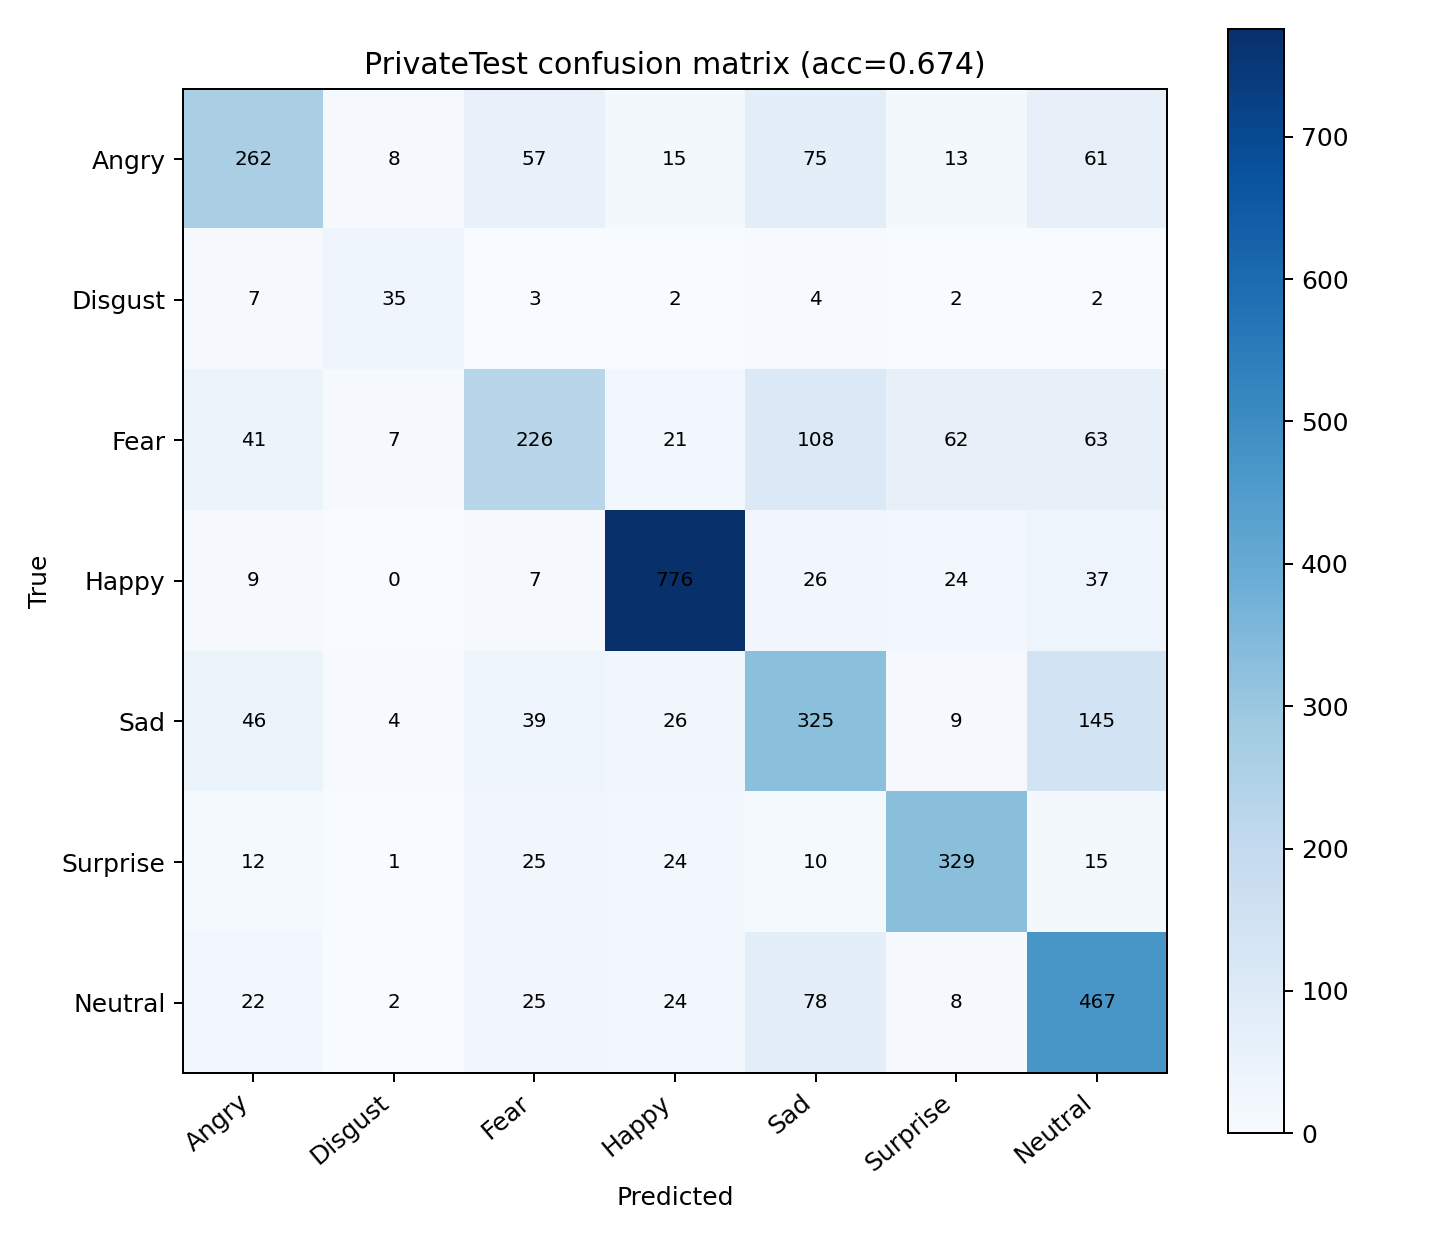 PrivateTest confusion matrix (acc=0.674)
Angry 262 8 57 15 75 13 61
Disgust 7 35 3 2 4 2 2
Fear 41 7 226 21 108 62 63
Happy 9 0 7 776 26 24 37
Sad 46 4 39 26 325 9 145
Surprise 12 1 25 24 10 329 15
Neutral 22 2 25 24 78 8 467
True
Angry Disgust Fear Happy Sad Surprise Neutral
Predicted
700
600
500
400
300
200
100
0